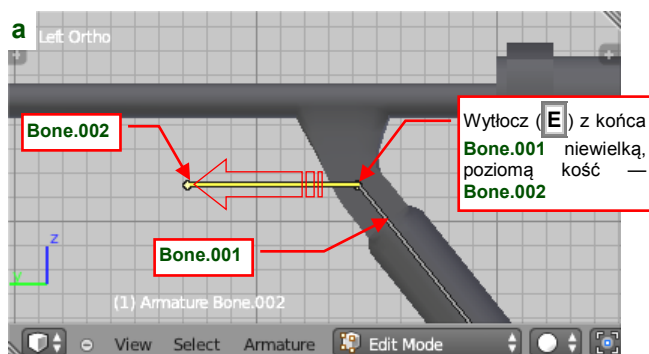 a
Left Ortho
Bone.002
Wytłocz (E) z końca
Bone.001 niewielką,
poziomą kość —
Bone.002
Bone.001
z
Y
(1) Armature Bone.002
View Select Armature Edit Mode